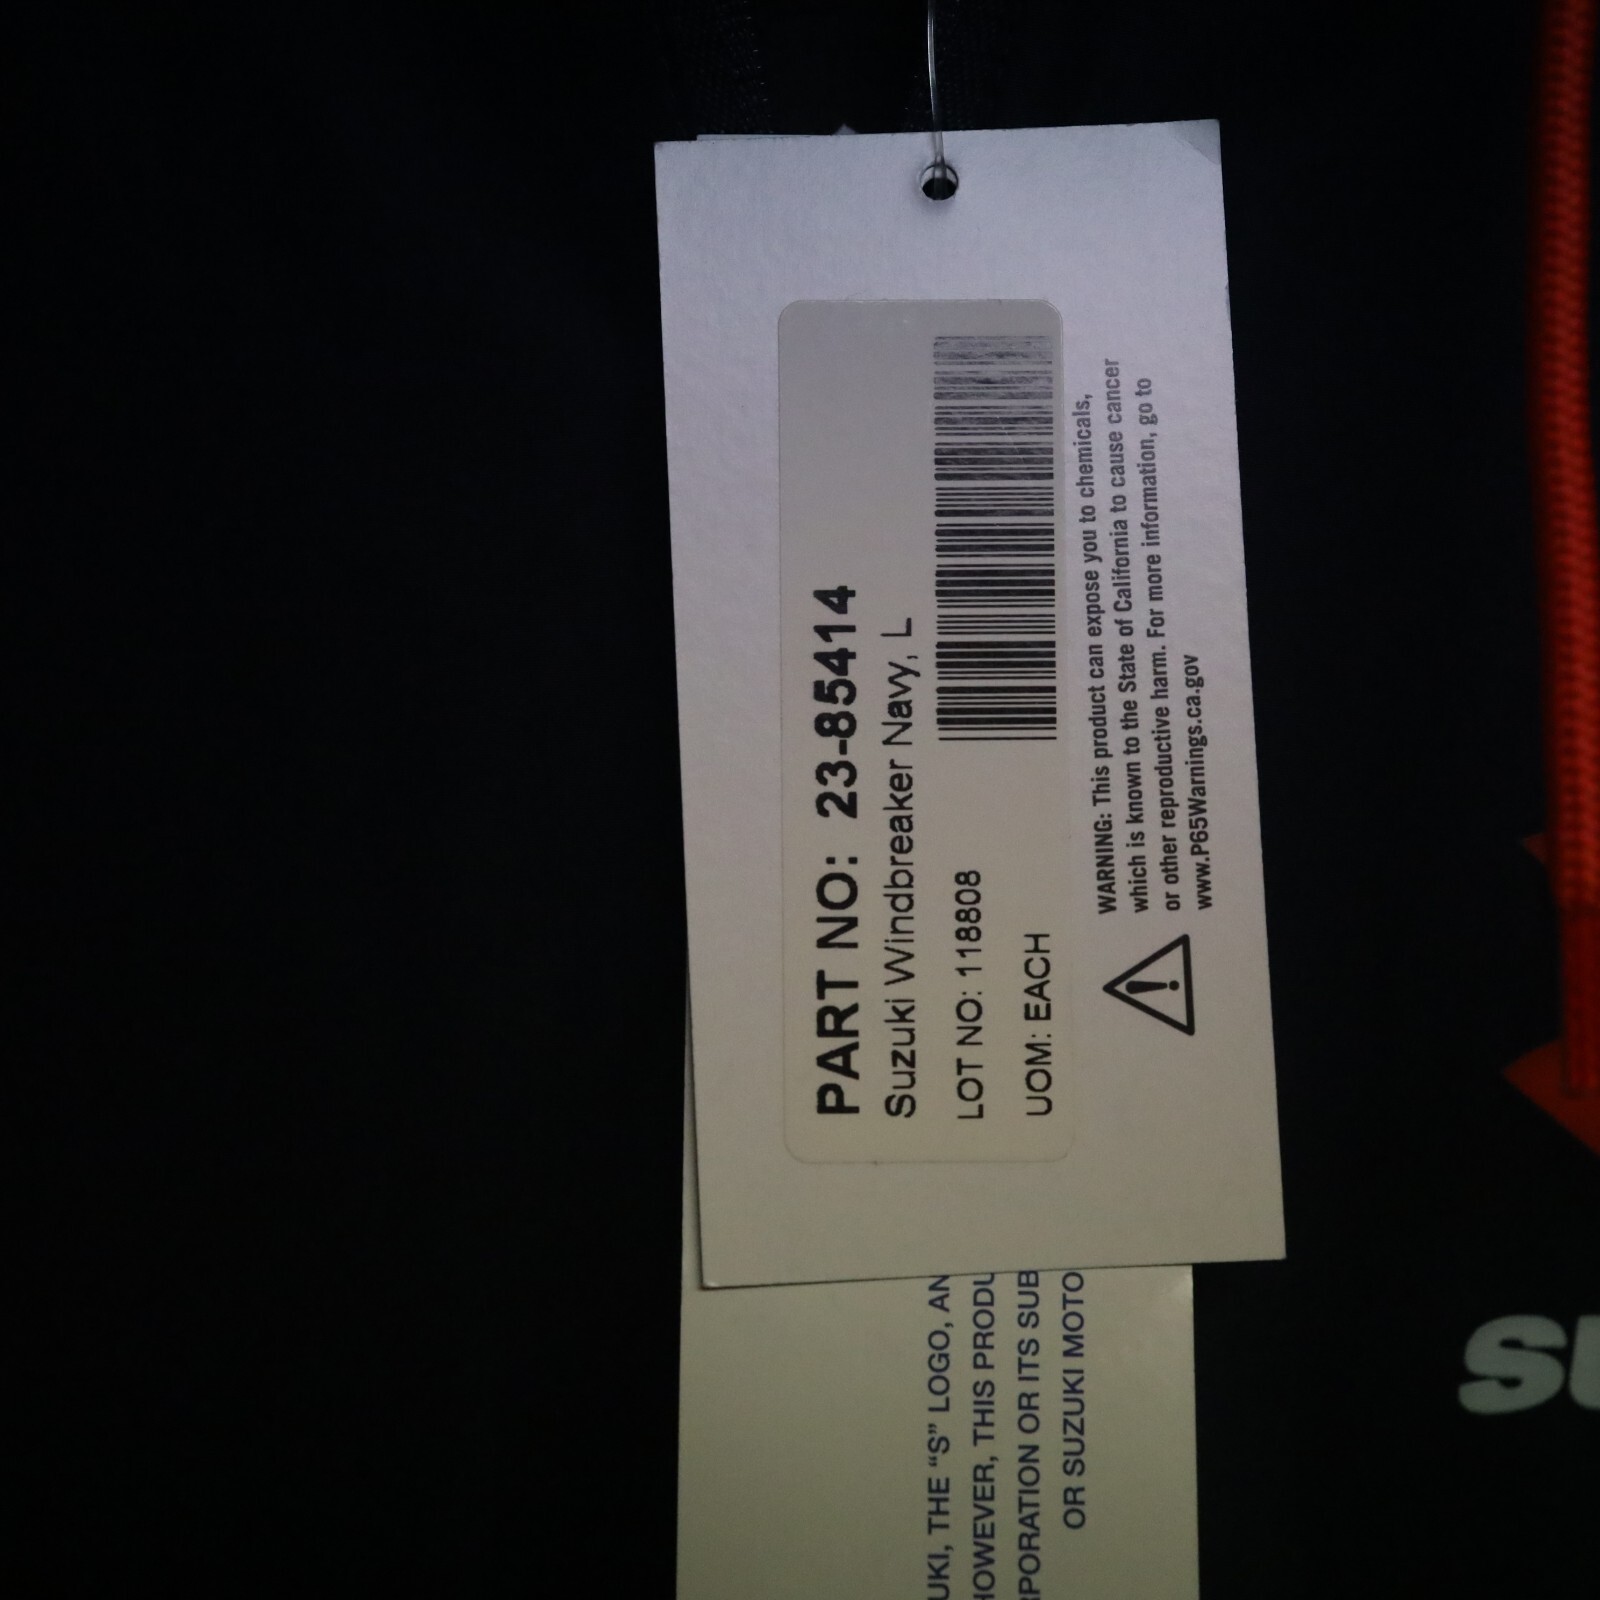 PART NO: 23-85414
Suzuki Windbreaker Navy, L
LOT NO: 118808
UOM: EACH
WARNING: This product can expose you to chemicals,
which is known to the State of California to cause cancer
or other reproductive harm. For more information, go to
www.P65Warnings.ca.gov
UKI, THE “S” LOGO, AN
HOWEVER, THIS PRODU
RPORATION OR ITS SUB
OR SUZUKI MOTO
SU